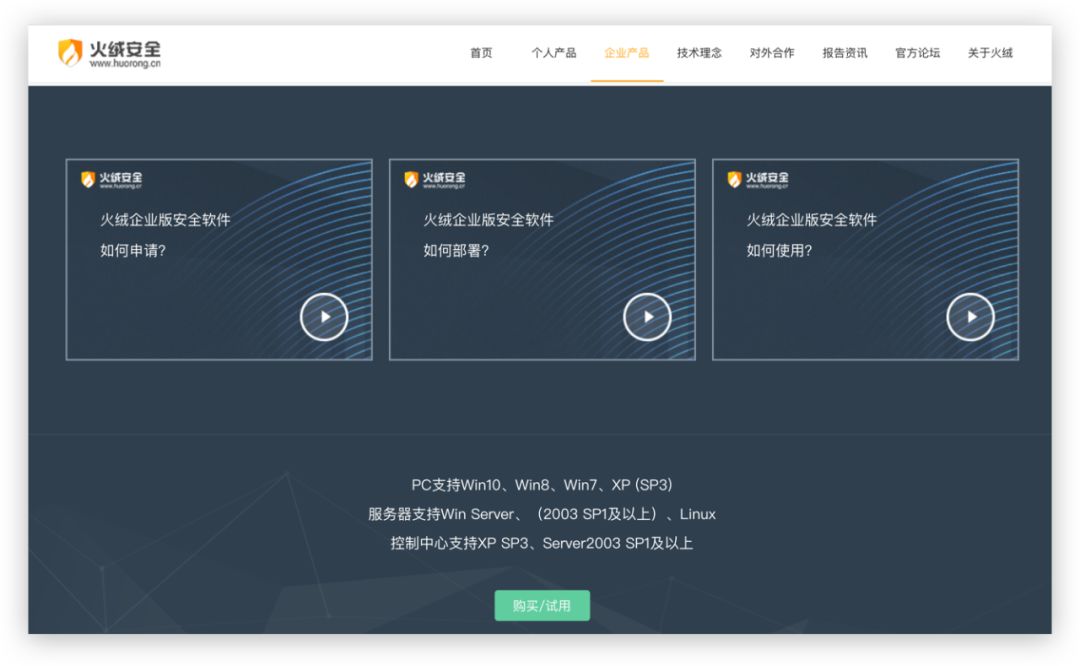 火绒安全
www.huorong.cn
首页 个人产品 企业产品 技术理念 对外合作 报告资讯 官方论坛 关于火绒
火绒安全
www.huorong.cn
火绒企业版安全软件
如何申请?
火绒安全
www.huorong.cn
火绒企业版安全软件
如何部署?
火绒安全
www.huorong.cn
火绒企业版安全软件
如何使用?
PC支持Win10、Win8、Win7、XP (SP3)
服务器支持Win Server、（2003 SP1及以上）、Linux
控制中心支持XP SP3、Server2003 SP1及以上
购买/试用